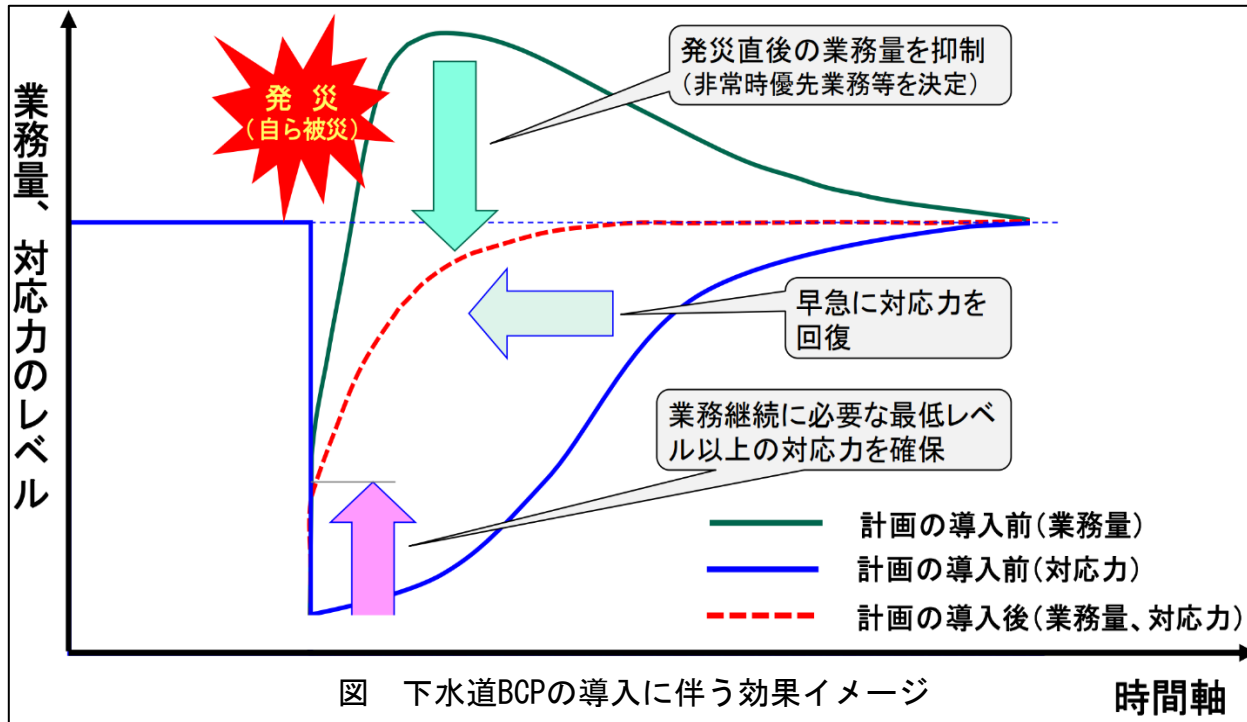 業務量、対応力のレベル
発 災
(自ら被災)
発災直後の業務量を抑制
(非常時優先業務等を決定)
早急に対応力を
回復
業務継続に必要な最低レベ
ル以上の対応力を確保
計画の導入前(業務量)
計画の導入前(対応力)
計画の導入後(業務量、対応力)
図 下水道BCPの導入に伴う効果イメージ
時間軸